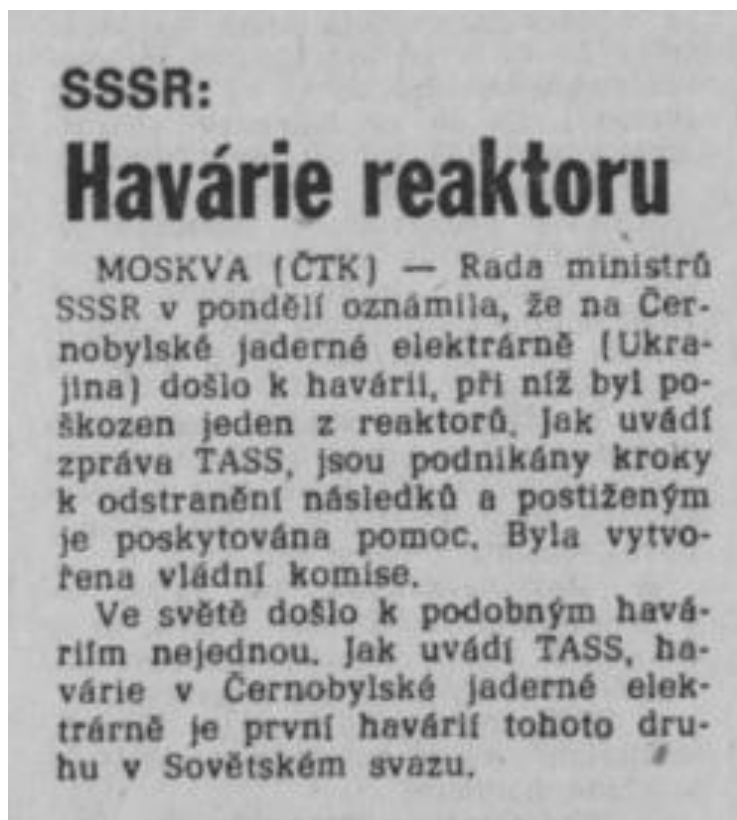 SSSR:
Havárie reaktoru
MOSKVA (ČTK) — Rada ministrů
SSSR v pondělí oznámila, že na Čer-
nobylské jaderné elektrárně (Ukra-
jina) došlo k havárii, při níž byl po-
škozen jeden z reaktorů. Jak uvádí
zpráva TASS, jsou podnikány kroky
k odstranění následků a postiženým
je poskytována pomoc. Byla vytvo-
řena vládní komise.
Ve světě došlo k podobným havá-
riím nejednou. Jak uvádí TASS, ha-
várie v Černobylské jaderné elek-
trárně je první havárií tohoto dru-
hu v Sovětském svazu.